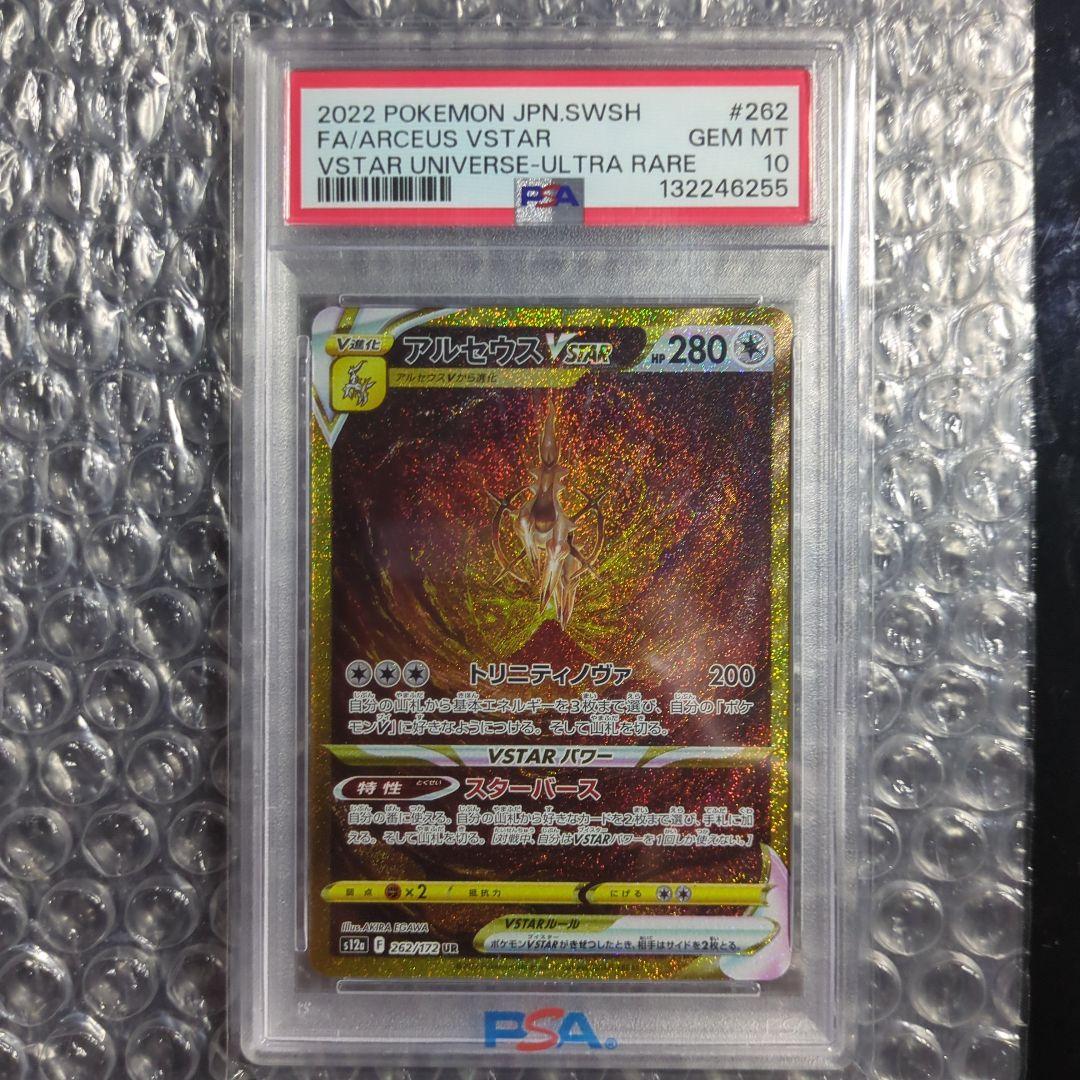 2022 POKEMON JPN.SWSH #262
FA/ARCEUS VSTAR GEM MT
VSTAR UNIVERSE-ULTRA RARE 10
PSA 132246255
V進化 アルセウスVSTAR HP 280
アルセウスVから進化
トリニティノヴァ 200
自分の山札から基本エネルギーを3枚まで選び、自分の「ポケ
モンV」に好きなようにつける。そして山札を切る。
VSTARパワー
特性 とくせい スターバース
自分の番に使える。自分の山札から好きなカードを2枚まで選び、手札に加
える。そして山札を切る。[対戦中、自分はVSTARパワーを1回しか使えない。]
弱点 ×2 抵抗力 にげる
Illus. AKIRA EGAWA
VSTARルール
s12a F 262/172 UR
ポケモンVSTARがきぜつしたとき、相手はサイドを2枚とる。
PSA®